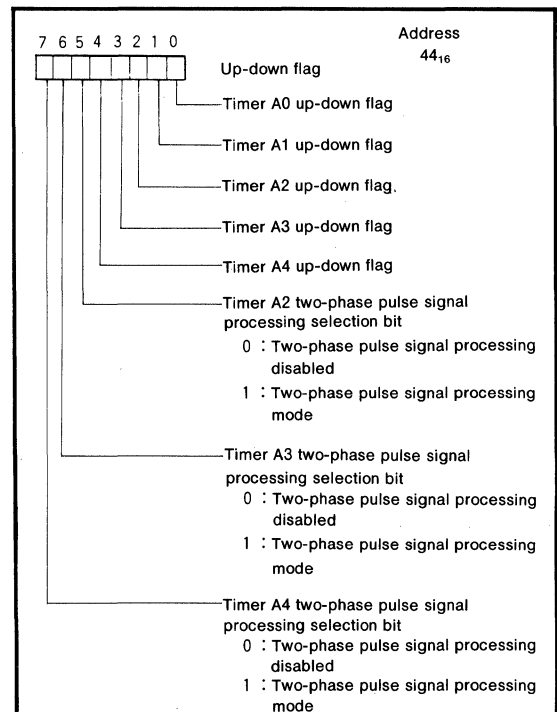 Address
7 6 5 4 3 2 1 0
44₁₆
Up-down flag
Timer A0 up-down flag
Timer A1 up-down flag
Timer A2 up-down flag.
Timer A3 up-down flag
Timer A4 up-down flag
Timer A2 two-phase pulse signal
processing selection bit
0 : Two-phase pulse signal processing
disabled
1 : Two-phase pulse signal processing
mode
Timer A3 two-phase pulse signal
processing selection bit
0 : Two-phase pulse signal processing
disabled
1 : Two-phase pulse signal processing
mode
Timer A4 two-phase pulse signal
processing selection bit
0 : Two-phase pulse signal processing
disabled
1 : Two-phase pulse signal processing
mode